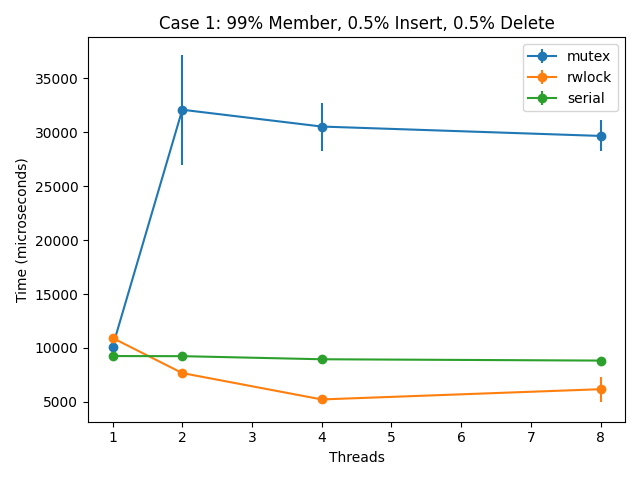 Case 1: 99% Member, 0.5% Insert, 0.5% Delete
mutex
rwlock
serial
Time (microseconds)
35000
30000
25000
20000
15000
10000
5000
1 2 3 4 5 6 7 8
Threads